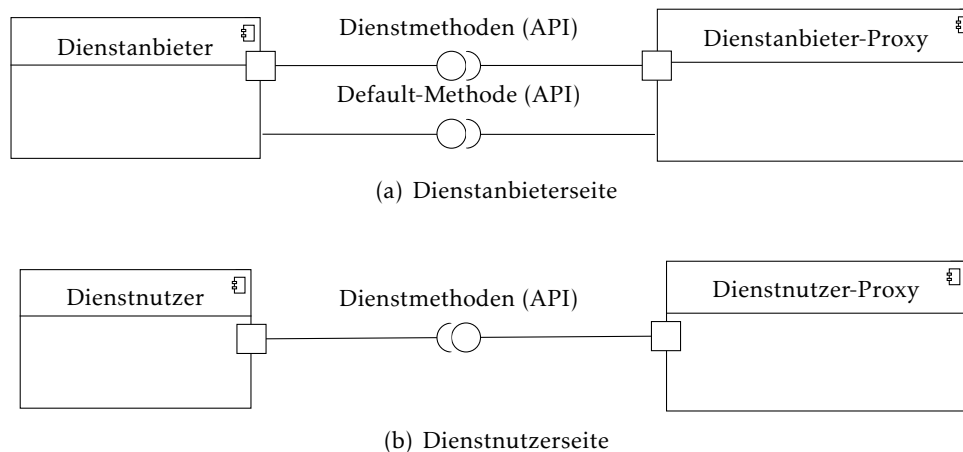 Dienstanbieter
Dienstmethoden (API)
Dienstanbieter-Proxy
Default-Methode (API)
(a) Dienstanbieterseite
Dienstnutzer
Dienstmethoden (API)
Dienstnutzer-Proxy
(b) Dienstnutzerseite